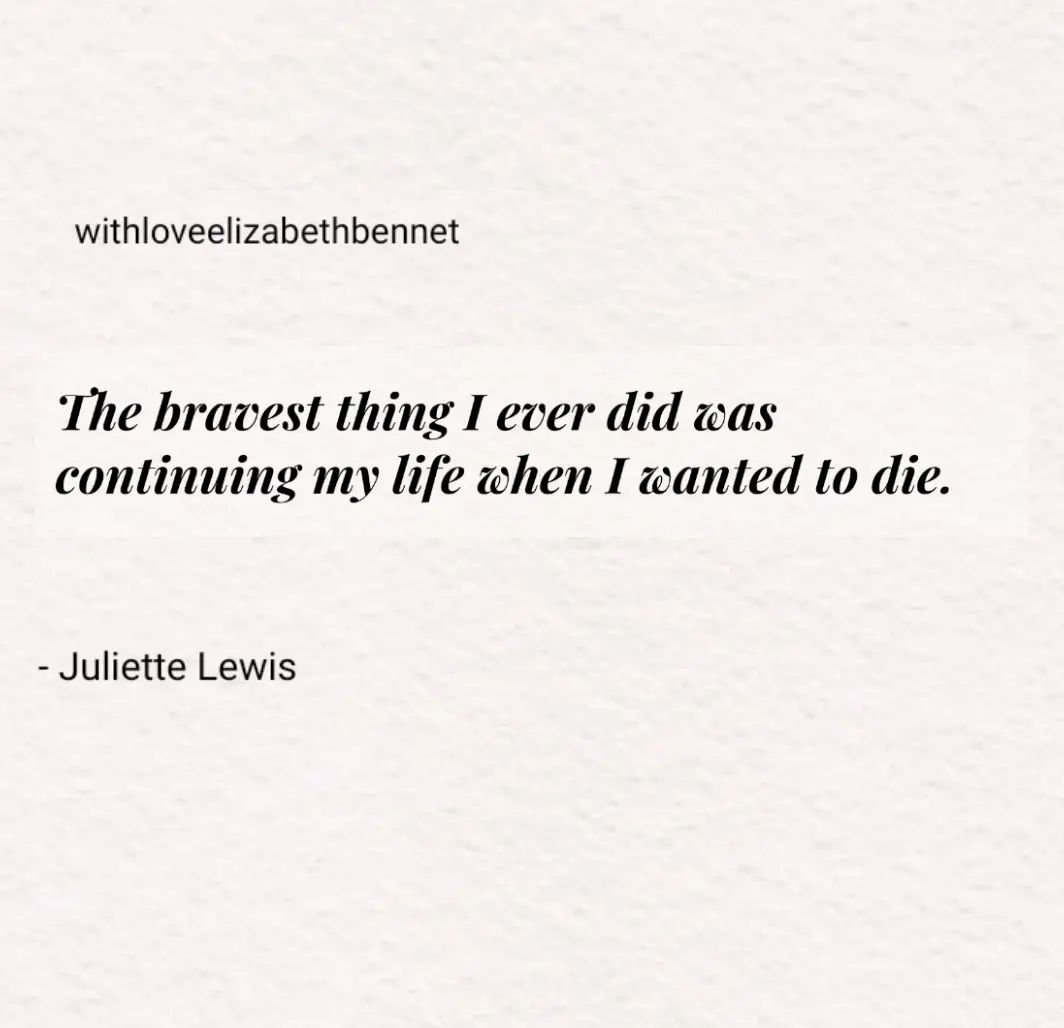 withloveelizabethbennet
The bravest thing I ever did was
continuing my life when I wanted to die.
- Juliette Lewis